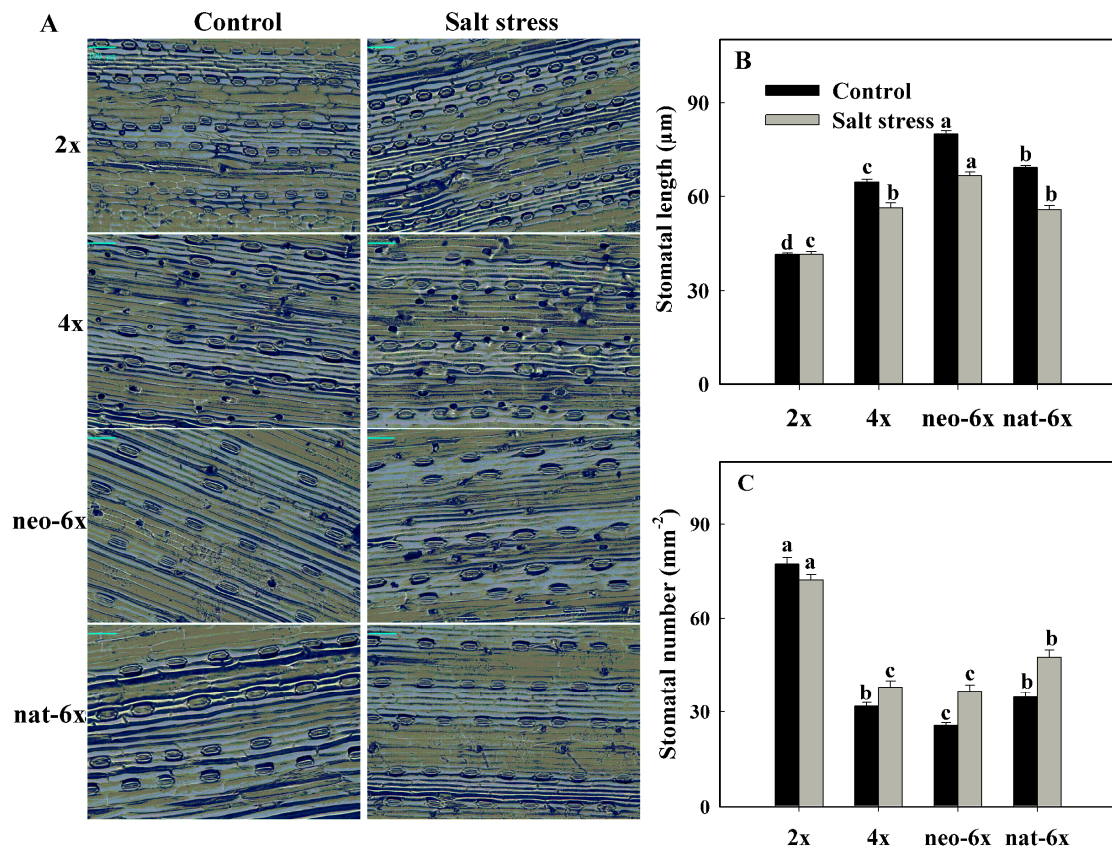 A
Control
Salt stress
2x
4x
neo-6x
nat-6x
B
Control
Salt stress
Stomatal length (µm)
90
60
30
0
d
c
c
b
a
a
b
b
2x
4x
neo-6x
nat-6x
C
Stomatal number (mm⁻²)
90
60
30
0
a
a
b
c
c
c
b
b
2x
4x
neo-6x
nat-6x